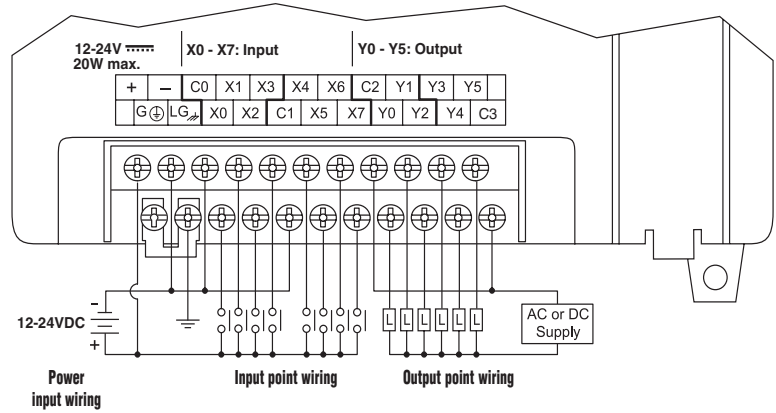 12-24V
20W max.
X0 - X7: Input
Y0 - Y5: Output
+ – C0 X1 X3 X4 X6 C2 Y1 Y3 Y5
G LG X0 X2 C1 X5 X7 Y0 Y2 Y4 C3
-
12-24VDC
+
L L L L L L
AC or DC
Supply
Power
input wiring
Input point wiring
Output point wiring